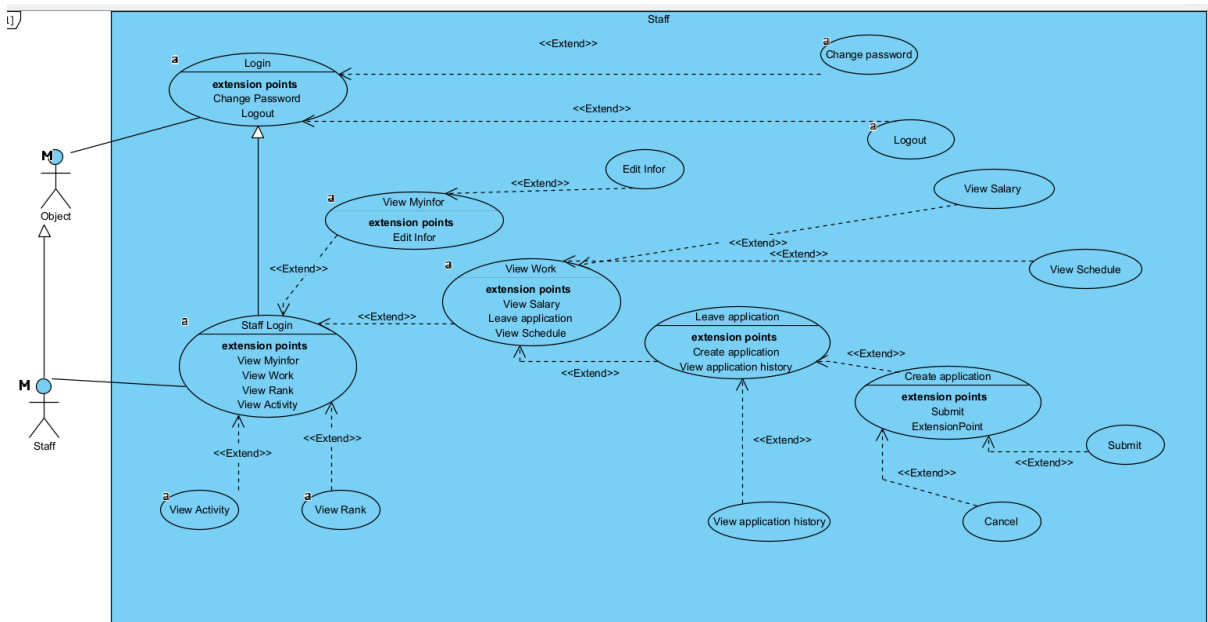 1]
Staff
<<Extend>>
a
Change password
a
Login
extension points
Change Password
Logout
<<Extend>>
a
Logout
M
Object
<<Extend>>
Edit Infor
a
View Myinfor
extension points
Edit Infor
View Salary
<<Extend>>
<<Extend>>
<<Extend>>
View Schedule
a
View Work
extension points
View Salary
Leave application
View Schedule
a
Staff Login
extension points
View Myinfor
View Work
View Rank
View Activity
<<Extend>>
Leave application
extension points
Create application
View application history
<<Extend>>
<<Extend>>
Create application
extension points
Submit
ExtensionPoint
M
Staff
<<Extend>>
<<Extend>>
<<Extend>>
<<Extend>>
Submit
<<Extend>>
<<Extend>>
a
View Activity
a
View Rank
View application history
Cancel